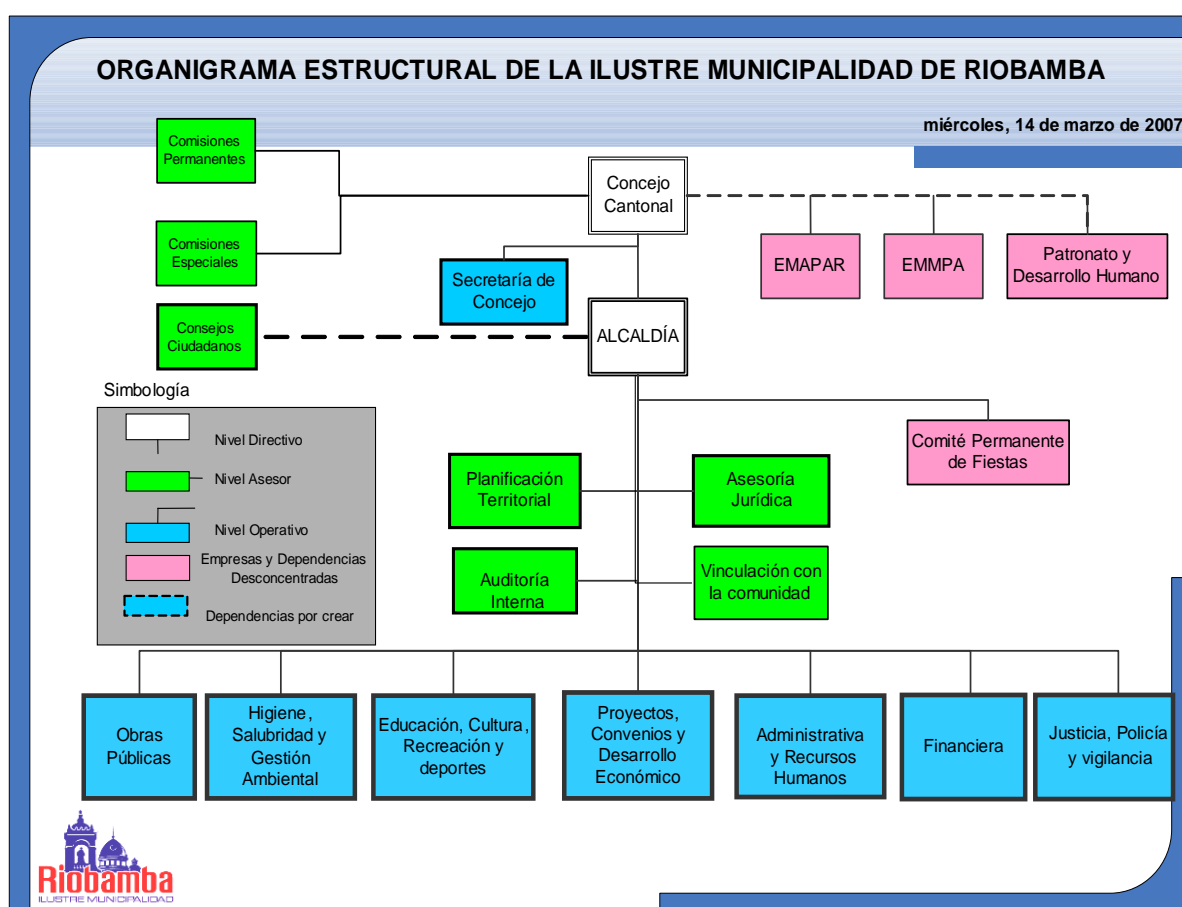 ORGANIGRAMA ESTRUCTURAL DE LA ILUSTRE MUNICIPALIDAD DE RIOBAMBA
miércoles, 14 de marzo de 2007
Comisiones
Permanentes
Concejo
Cantonal
Comisiones
Especiales
Secretaría de
Concejo
EMAPAR
EMMPA
Patronato y
Desarrollo Humano
Consejos
Ciudadanos
ALCALDÍA
Simbología
Nivel Directivo
Nivel Asesor
Nivel Operativo
Empresas y Dependencias
Desconcentradas
Dependencias por crear
Comité Permanente
de Fiestas
Planificación
Territorial
Asesoría
Jurídica
Auditoría
Interna
Vinculación con
la comunidad
Obras
Públicas
Higiene,
Salubridad y
Gestión
Ambiental
Educación, Cultura,
Recreación y
deportes
Proyectos,
Convenios y
Desarrollo
Económico
Administrativa
y Recursos
Humanos
Financiera
Justicia, Policía
y vigilancia
Riobamba
ILUSTRE MUNICIPALIDAD